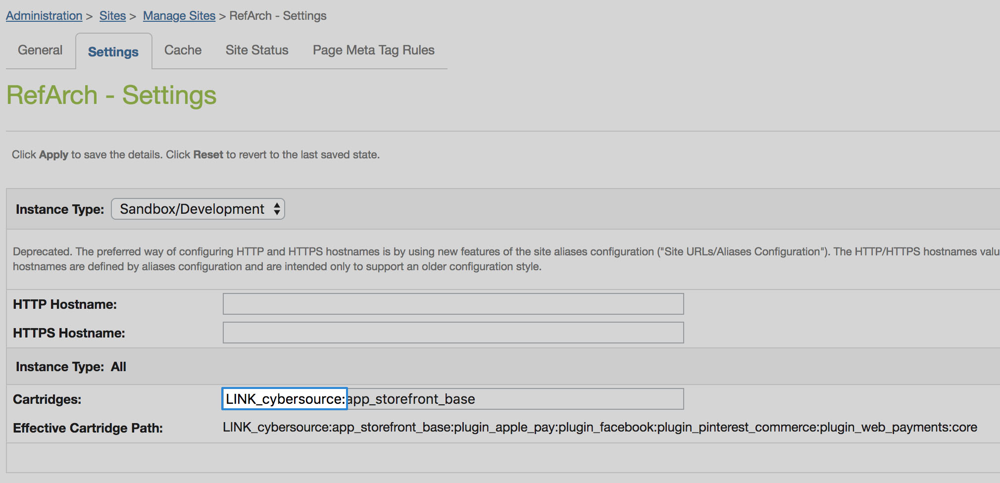 Administration > Sites > Manage Sites > RefArch - Settings
General Settings Cache Site Status Page Meta Tag Rules
RefArch - Settings
Click Apply to save the details. Click Reset to revert to the last saved state.
Instance Type: Sandbox/Development
Deprecated. The preferred way of configuring HTTP and HTTPS hostnames is by using new features of the site aliases configuration ("Site URLs/Aliases Configuration"). The HTTP/HTTPS hostnames valu
hostnames are defined by aliases configuration and are intended only to support an older configuration style.
HTTP Hostname:
HTTPS Hostname:
Instance Type: All
Cartridges: LINK_cybersource:app_storefront_base
Effective Cartridge Path: LINK_cybersource:app_storefront_base:plugin_apple_pay:plugin_facebook:plugin_pinterest_commerce:plugin_web_payments:core